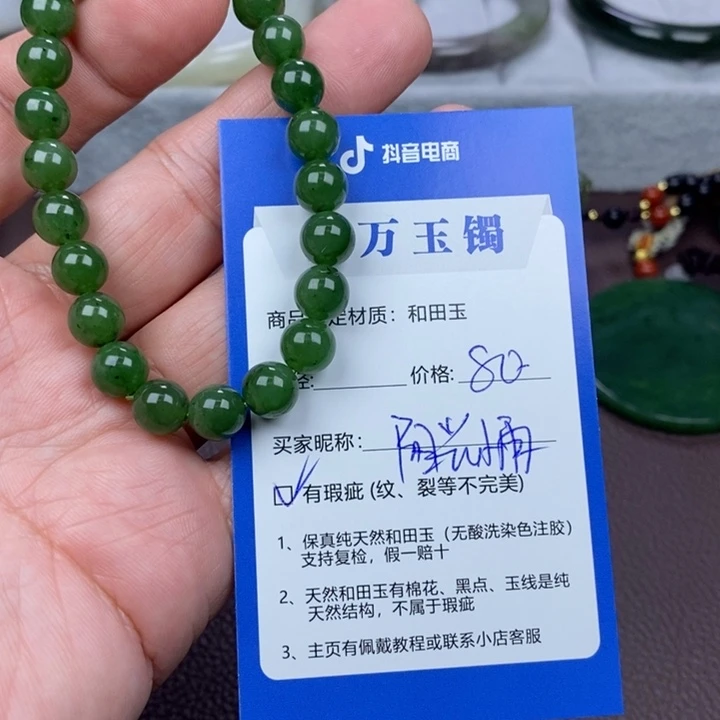 抖音电商
万玉镯
商品 定材质：和田玉
径:________ 价格: 80
买家昵称：
有瑕疵 (纹、裂等不完美)
1、保真纯天然和田玉（无酸洗染色注胶）
支持复检，假一赔十
2、天然和田玉有棉花、黑点、玉线是纯
天然结构，不属于瑕疵
3、主页有佩戴教程或联系小店客服